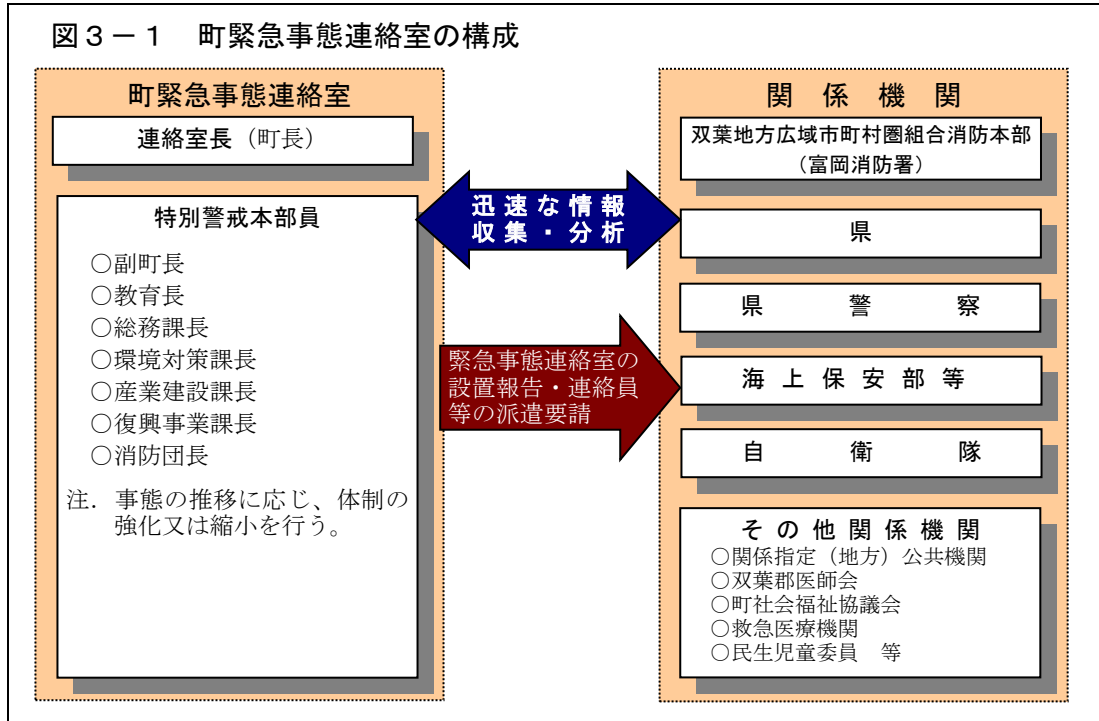 図3-1 町緊急事態連絡室の構成
町緊急事態連絡室
連絡室長(町長)
特別警戒本部員
○副町長
○教育長
○総務課長
○環境対策課長
○産業建設課長
○復興事業課長
○消防団長
注.事態の推移に応じ、体制の
強化又は縮小を行う。
迅速な情報
収集・分析
緊急事態連絡室の
設置報告・連絡員
等の派遣要請
関係機関
双葉地方広域市町村圏組合消防本部
(富岡消防署)
県
県警察
海上保安部等
自衛隊
その他関係機関
○関係指定(地方)公共機関
○双葉郡医師会
○町社会福祉協議会
○救急医療機関
○民生児童委員 等